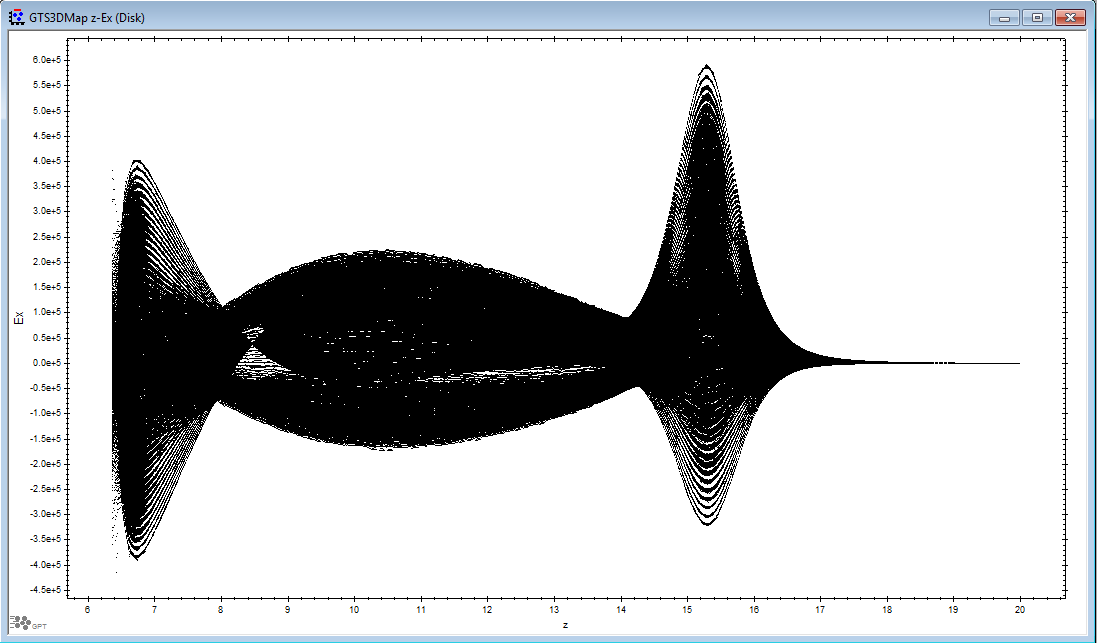 GTS3DMap z-Ex (Disk)
6.0e+5
5.5e+5
5.0e+5
4.5e+5
4.0e+5
3.5e+5
3.0e+5
2.5e+5
2.0e+5
1.5e+5
1.0e+5
0.5e+5
0.0e+5
-0.5e+5
-1.0e+5
-1.5e+5
-2.0e+5
-2.5e+5
-3.0e+5
-3.5e+5
-4.0e+5
-4.5e+5
Ex
6 7 8 9 10 11 12 13 14 15 16 17 18 19 20
z
GPT